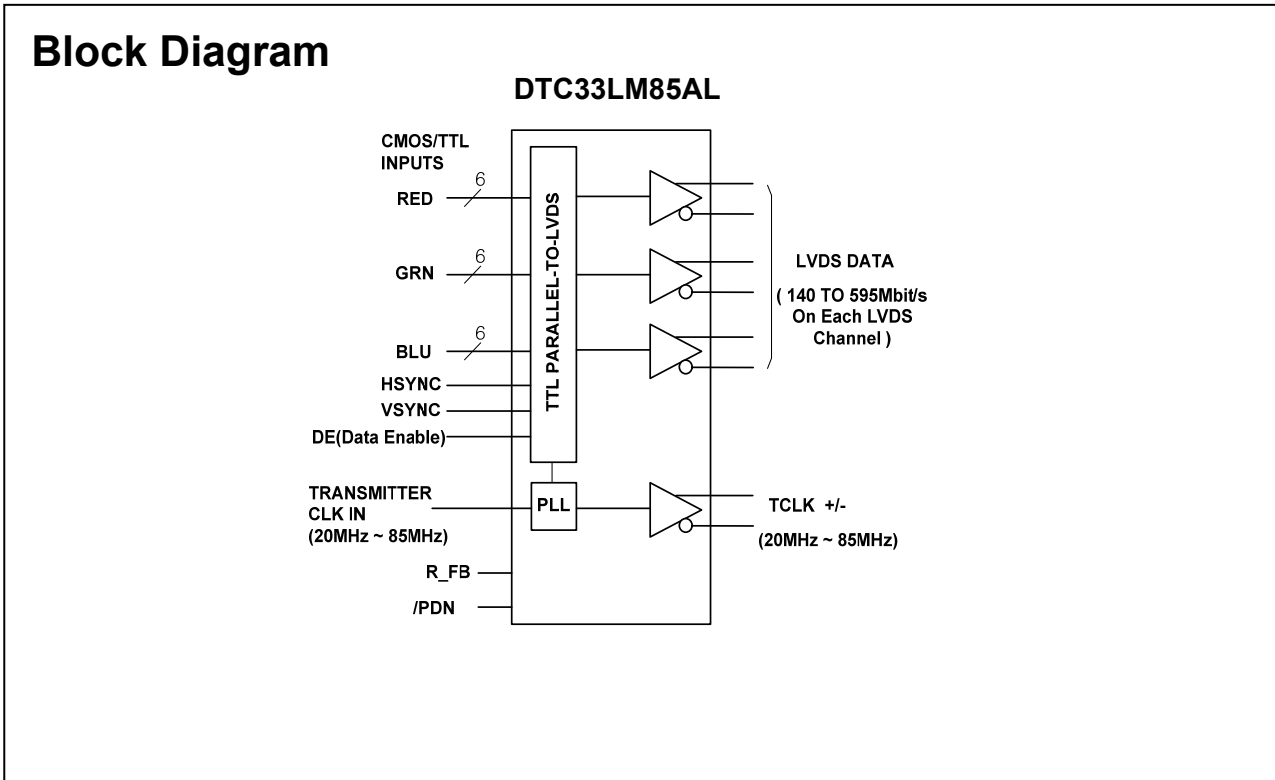 Block Diagram
DTC33LM85AL
CMOS/TTL
INPUTS
RED
6
GRN
6
BLU
6
HSYNC
VSYNC
DE(Data Enable)
TTL PARALLEL-TO-LVDS
LVDS DATA
( 140 TO 595Mbit/s
On Each LVDS
Channel )
TRANSMITTER
CLK IN
(20MHz ~ 85MHz)
PLL
TCLK +/-
(20MHz ~ 85MHz)
R_FB
/PDN